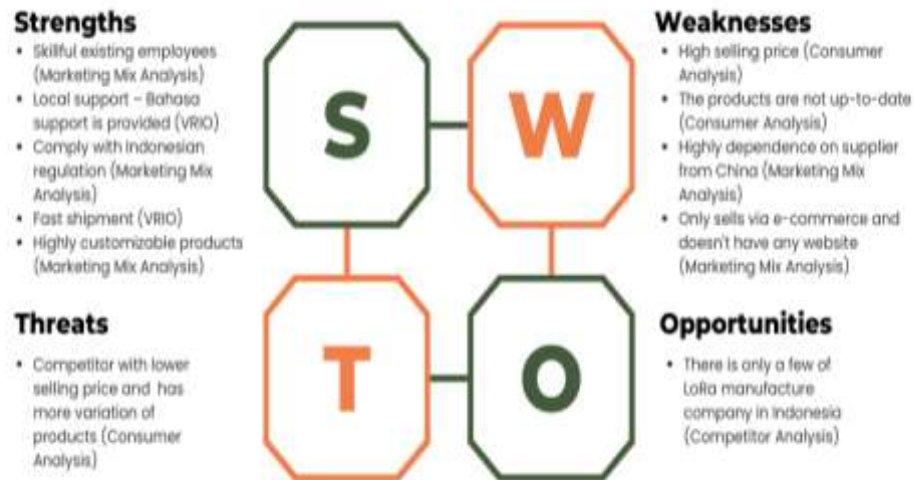 Strengths
• Skillful existing employees
(Marketing Mix Analysis)
• Local support – Bahasa
support is provided (VRIO)
• Comply with Indonesian
regulation (Marketing Mix
Analysis)
• Fast shipment (VRIO)
• Highly customizable products
(Marketing Mix Analysis)
S
W
Weaknesses
• High selling price (Consumer
Analysis)
• The products are not up-to-date
(Consumer Analysis)
• Highly dependence on supplier
from China (Marketing Mix
Analysis)
• Only sells via e-commerce and
doesn't have any website
(Marketing Mix Analysis)
Threats
• Competitor with lower
selling price and has
more variation of
products (Consumer
Analysis)
T
O
Opportunities
• There is only a few of
LoRa manufacture
company in Indonesia
(Competitor Analysis)